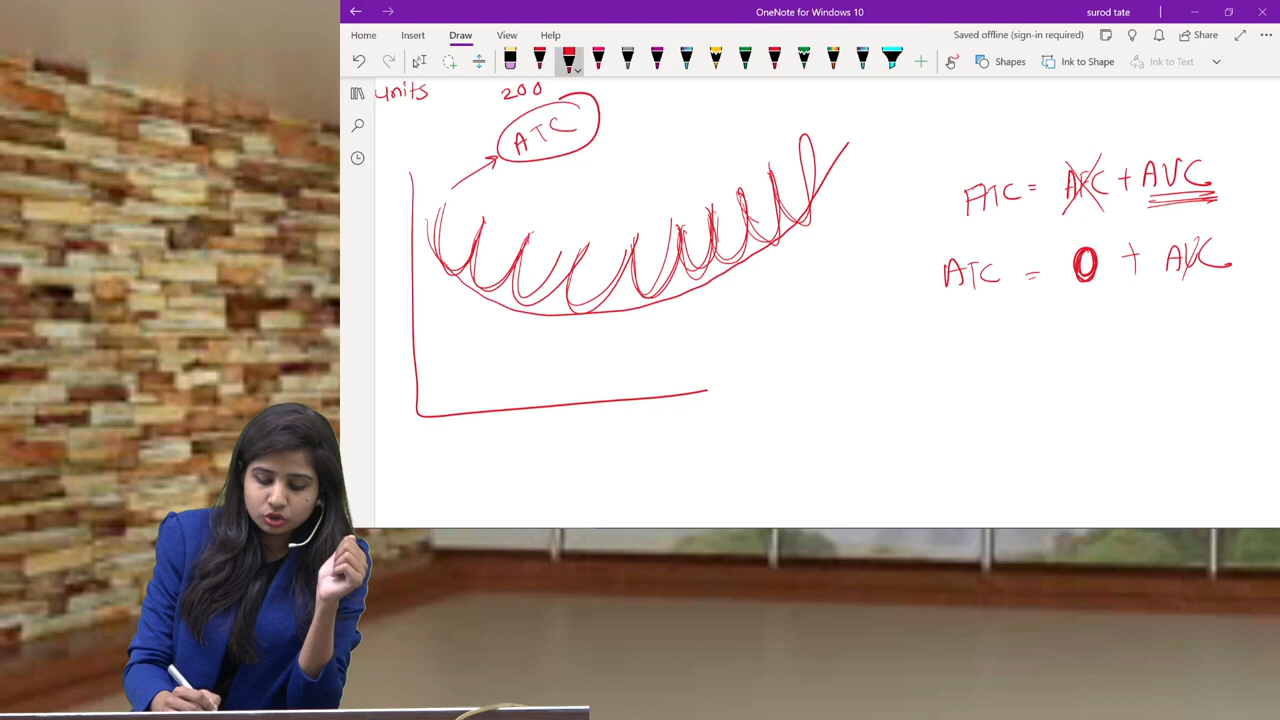 OneNote for Windows 10
surod tate
Home Insert Draw View Help
Saved offline (sign-in required)
Share
Shapes
Ink to Shape
Ink to Text
units 200
ATC
ATC = AFC + AVC
ATC = 0 + AVC